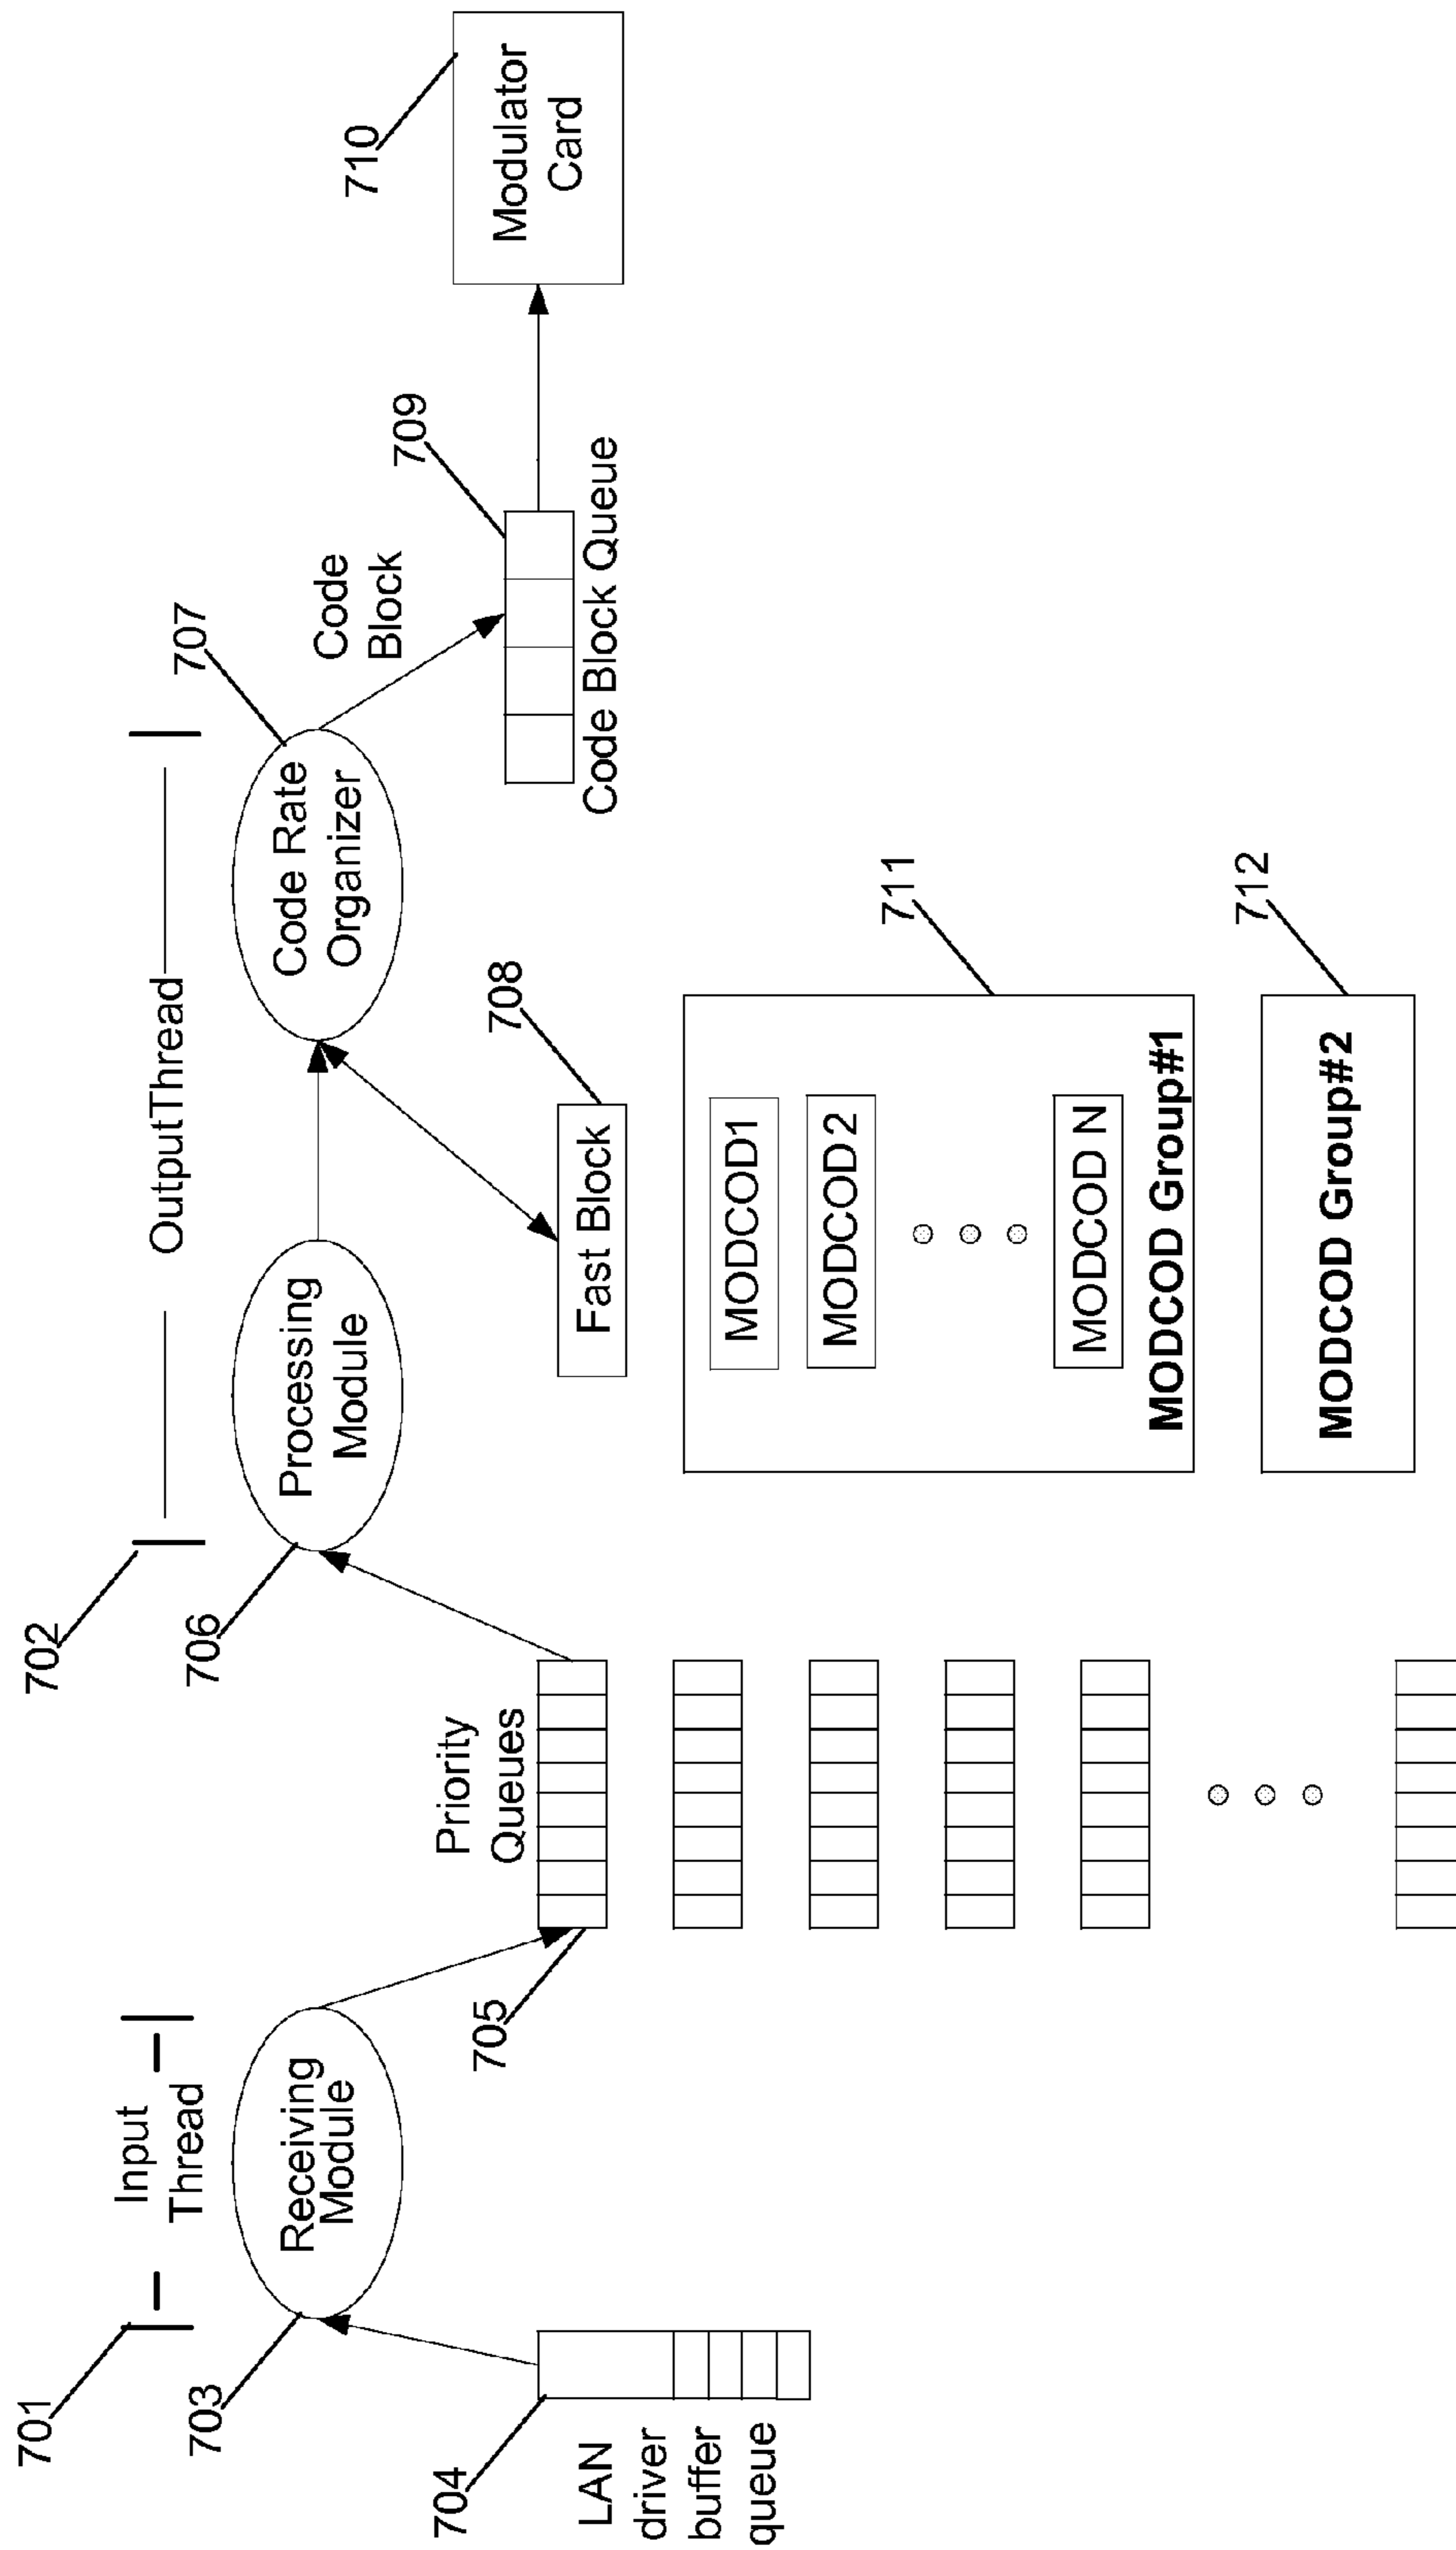 701
Input
Thread
702
OutputThread
703
Receiving
Module
706
Processing
Module
707
Code Rate
Organizer
Code
Block
710
Modulator
Card
704
LAN
driver
buffer
queue
705
Priority
Queues
708
Fast Block
709
Code Block Queue
711
MODCOD1
MODCOD2
MODCOD N
MODCOD Group#1
712
MODCOD Group#2